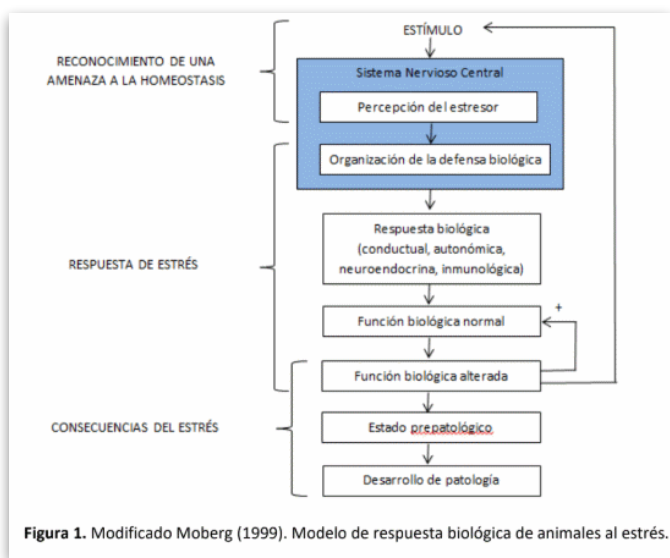 ESTÍMULO
RECONOCIMIENTO DE UNA
AMENAZA A LA HOMEOSTASIS
Sistema Nervioso Central
Percepción del estresor
Organización de la defensa biológica
RESPUESTA DE ESTRÉS
Respuesta biológica
(conductual, autonómica,
neuroendocrina, inmunológica)
+
Función biológica normal
Función biológica alterada
CONSECUENCIAS DEL ESTRÉS
Estado prepatológico
Desarrollo de patología
Figura 1. Modificado Moberg (1999). Modelo de respuesta biológica de animales al estrés.